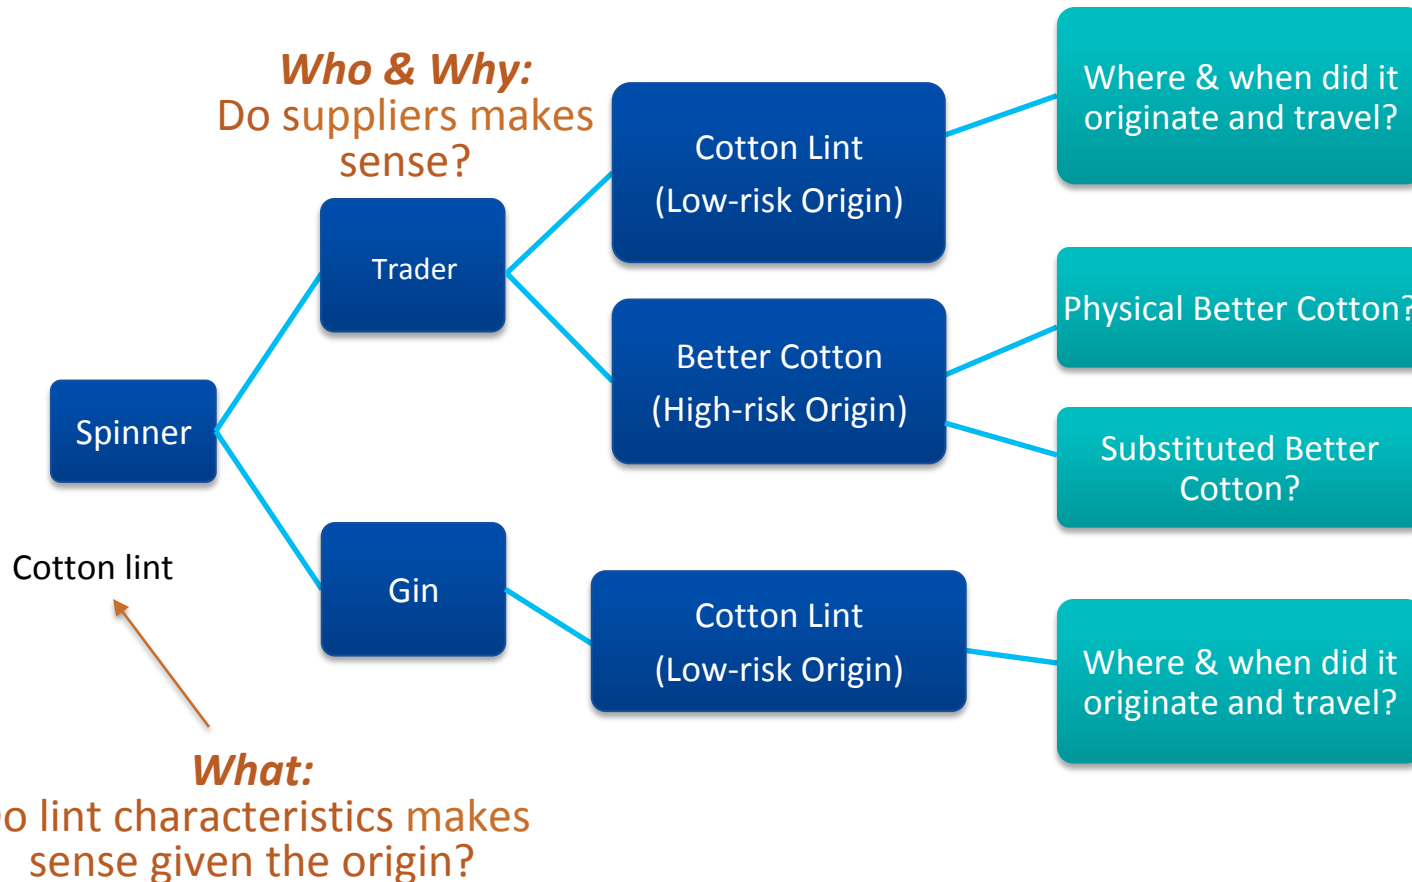 Who & Why:
Do suppliers makes
sense?
Where & when did it
originate and travel?
Cotton Lint
(Low-risk Origin)
Trader
Physical Better Cotton?
Better Cotton
(High-risk Origin)
Spinner
Substituted Better
Cotton?
Cotton lint
Gin
Cotton Lint
(Low-risk Origin)
Where & when did it
originate and travel?
What:
o lint characteristics makes
sense given the origin?